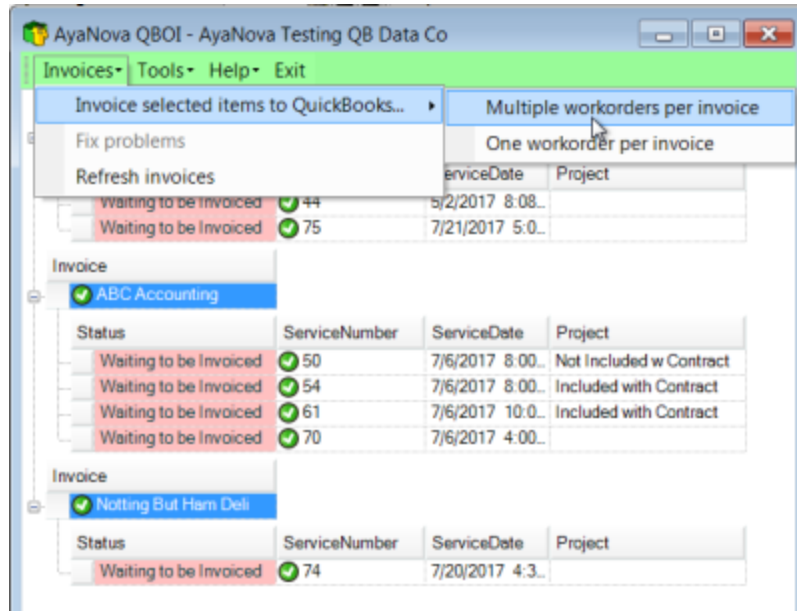 AyaNova QBOI - AyaNova Testing QB Data Co
Invoices Tools Help Exit
Invoice selected items to QuickBooks... Multiple workorders per invoice
Fix problems One workorder per invoice
Refresh invoices ServiceDate Project
Waiting to be Invoiced 44 5/2/2017 8:08...
Waiting to be Invoiced 75 7/21/2017 5:0...
Invoice
ABC Accounting
Status ServiceNumber ServiceDate Project
Waiting to be Invoiced 50 7/6/2017 8:00... Not Included w Contract
Waiting to be Invoiced 54 7/6/2017 8:00... Included with Contract
Waiting to be Invoiced 61 7/6/2017 10:0... Included with Contract
Waiting to be Invoiced 70 7/6/2017 4:00...
Invoice
Notting But Ham Deli
Status ServiceNumber ServiceDate Project
Waiting to be Invoiced 74 7/20/2017 4:3...